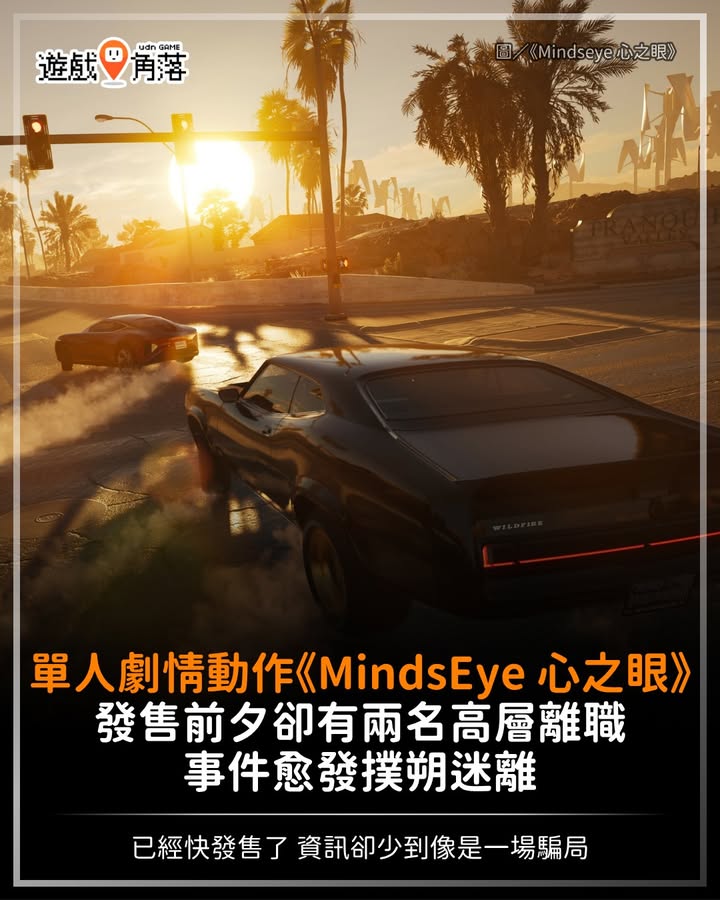 udn GAME
遊戲角落
圖／《Mindseye 心之眼》
WILDFIRE
單人劇情動作《MindsEye 心之眼》
發售前夕卻有兩名高層離職
事件愈發撲朔迷離
已經快發售了 資訊卻少到像是一場騙局